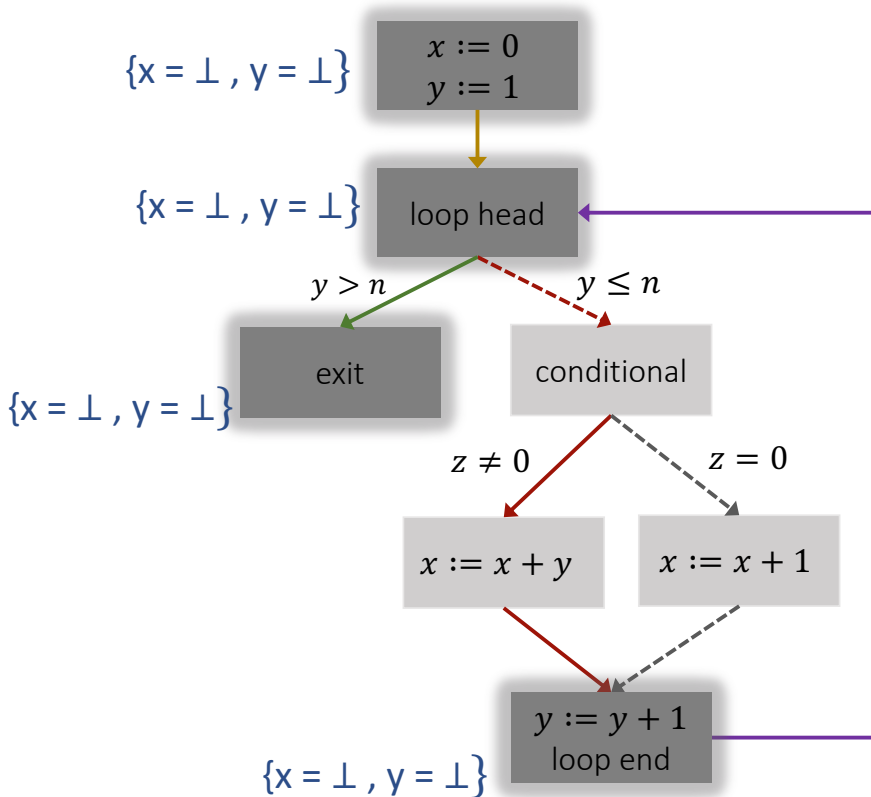 {x = ⊥ , y = ⊥}
x := 0
y := 1
{x = ⊥ , y = ⊥}
loop head
y > n
y ≤ n
exit
conditional
{x = ⊥ , y = ⊥}
z ≠ 0
z = 0
x := x + y
x := x + 1
y := y + 1
loop end
{x = ⊥ , y = ⊥}